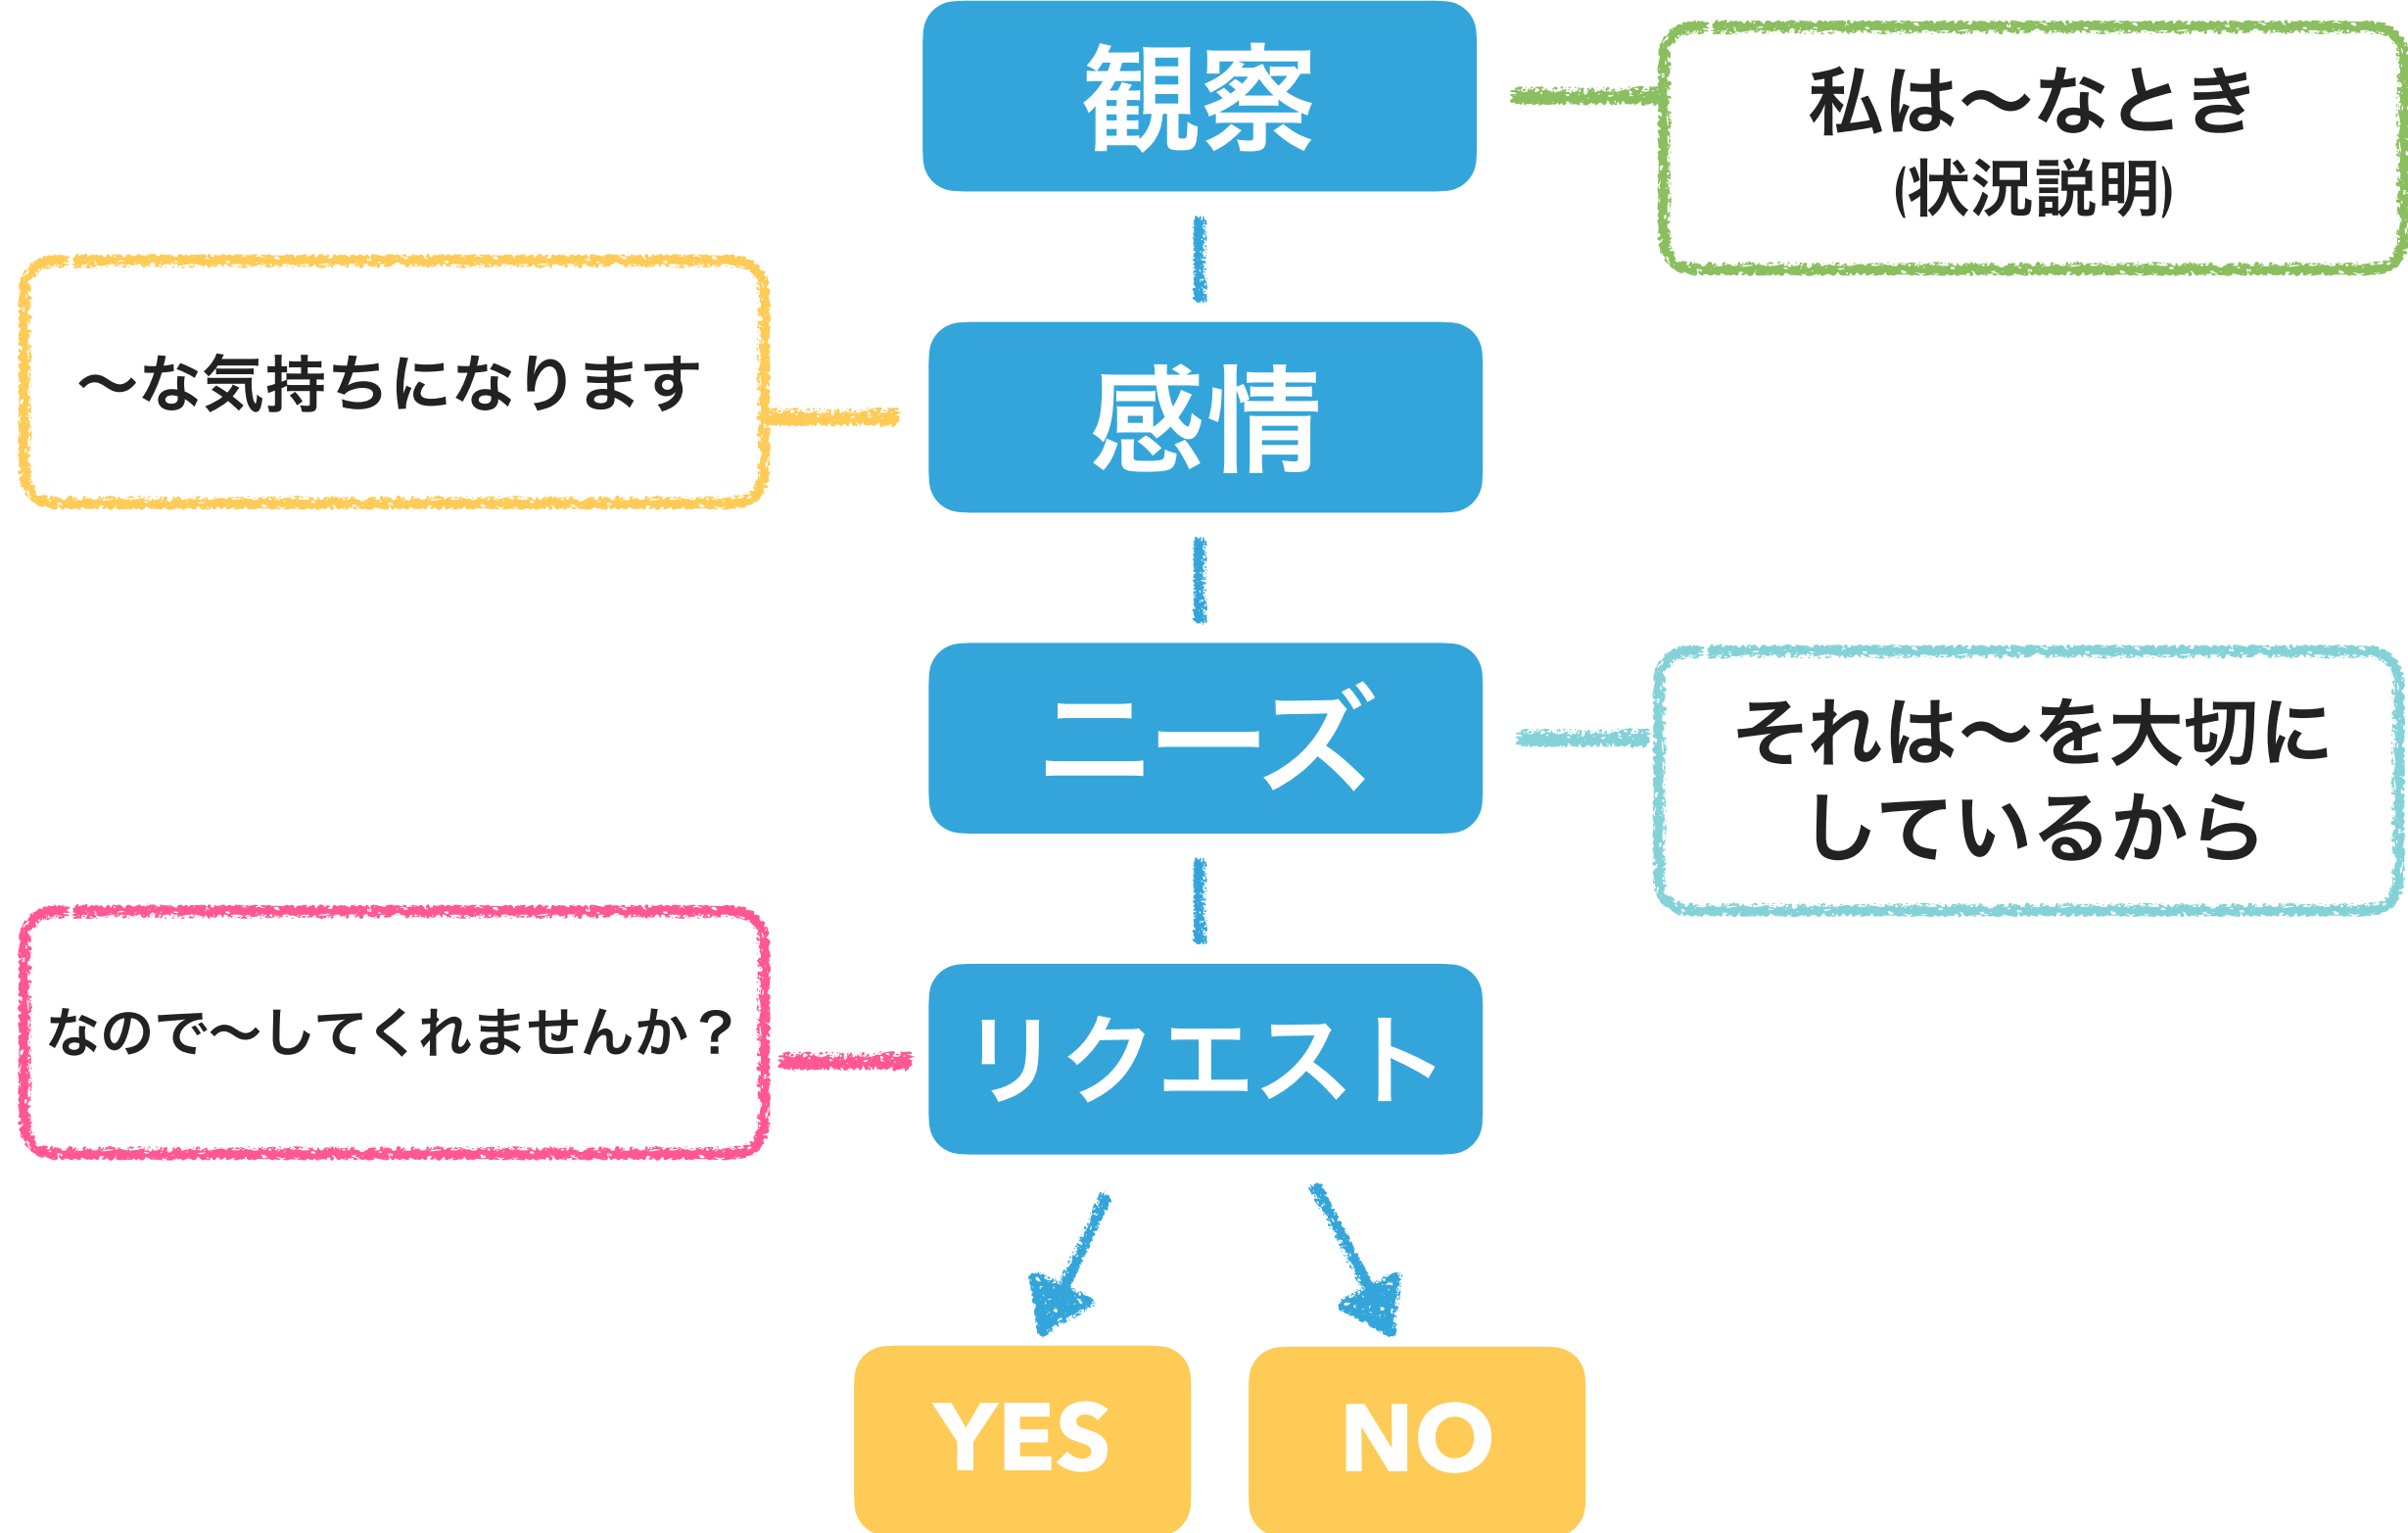 観察
私は〜なとき
(状況説明)
〜な気持ちになります
感情
ニーズ
それは〜を大切に
しているから
なので〜してくれませんか？
リクエスト
YES
NO